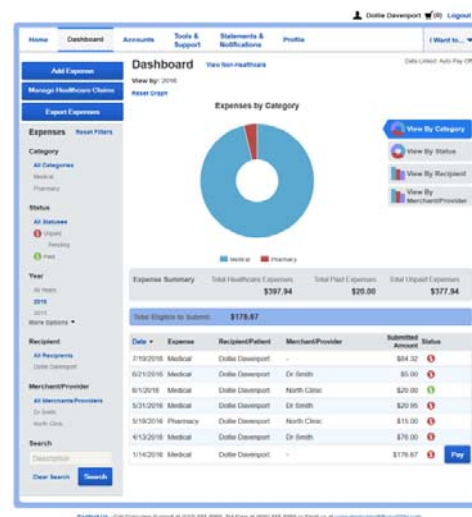 Dollie Davenport (0) Logout
Home Dashboard Accounts Tools & Support Statements & Notifications Profile I Want to...
Add Expense
Manage Healthcare Claims
Export Expenses
Dashboard View Non-Healthcare
View by: 2016
Reset Graph
Expenses by Category
View By Category
View By Status
View By Recipient
View By Merchant/Provider
Medical Pharmacy
Expenses Reset Filters
Category
All Categories
Medical
Pharmacy
Status
All Statuses
Unpaid
Pending
Paid
Year
All Years
2016
2015
More Options
Recipient
All Recipients
Dollie Davenport
Merchant/Provider
All Merchants/Providers
Dr Smith
North Clinic
Search
Description
Clear Search Search
Expense Summary Total Healthcare Expenses Total Paid Expenses Total Unpaid Expenses
$397.94 $20.00 $377.94
Total Eligible to Submit: $176.67
Date Expense Recipient/Patient Merchant/Provider Submitted Amount Status
7/19/2016 Medical Dollie Davenport - $84.32
6/21/2016 Medical Dollie Davenport Dr Smith $5.00
6/1/2016 Medical Dollie Davenport North Clinic $20.00
5/31/2016 Medical Dollie Davenport Dr Smith $20.95
5/19/2016 Pharmacy Dollie Davenport North Clinic $15.00
4/13/2016 Medical Dollie Davenport Dr Smith $76.00
1/14/2016 Medical Dollie Davenport - $176.67 Pay
Contact Us